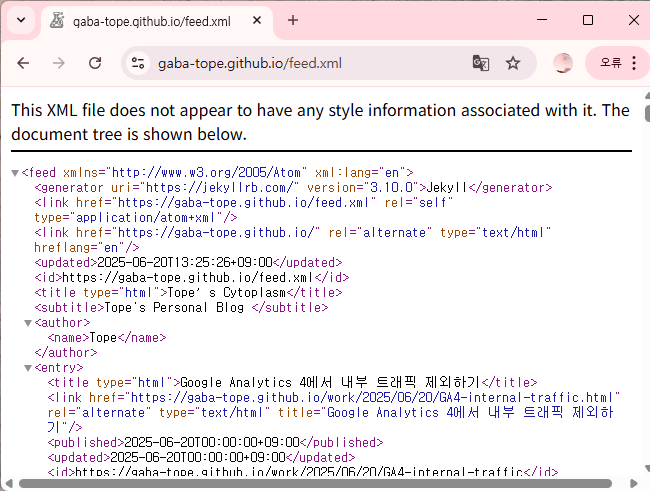 gaba-tope.github.io/feed.xml
gaba-tope.github.io/feed.xml
오류
This XML file does not appear to have any style information associated with it. The
document tree is shown below.
<feed xmlns="http://www.w3.org/2005/Atom" xml:lang="en">
<generator uri="https://jekyllrb.com/" version="3.10.0">Jekyll</generator>
<link href="https://gaba-tope.github.io/feed.xml" rel="self"
type="application/atom+xml"/>
<link href="https://gaba-tope.github.io/" rel="alternate" type="text/html"
hreflang="en"/>
<updated>2025-06-20T13:25:26+09:00</updated>
<id>https://gaba-tope.github.io/feed.xml</id>
<title type="html">Tope’s Cytoplasm</title>
<subtitle>Tope's Personal Blog </subtitle>
<author>
<name>Tope</name>
</author>
<entry>
<title type="html">Google Analytics 4에서 내부 트래픽 제외하기</title>
<link href="https://gaba-tope.github.io/work/2025/06/20/GA4-internal-traffic.html"
rel="alternate" type="text/html" title="Google Analytics 4에서 내부 트래픽 제외하
기"/>
<published>2025-06-20T00:00:00+09:00</published>
<updated>2025-06-20T00:00:00+09:00</updated>
<id>https://gaba-tope.github.io/work/2025/06/20/GA4-internal-traffic</id>